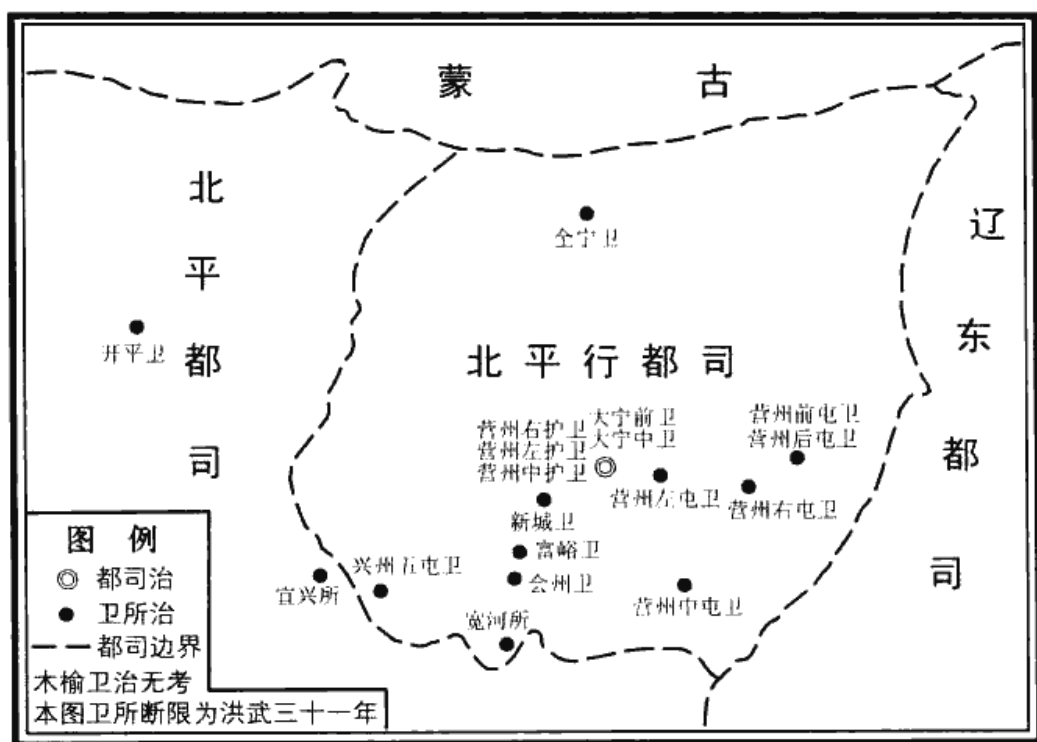 蒙古
北平都司
辽东都司
全宁卫
开平卫
北平行都司
营州右护卫
营州左护卫
营州中护卫
大宁前卫
大宁中卫
营州前屯卫
营州后屯卫
营州左屯卫
营州右屯卫
新城卫
富峪卫
会州卫
兴州五屯卫
宜兴所
宽河所
营州中屯卫
图例
都司治
卫所治
都司边界
木榆卫治无考
本图卫所断限为洪武三十一年